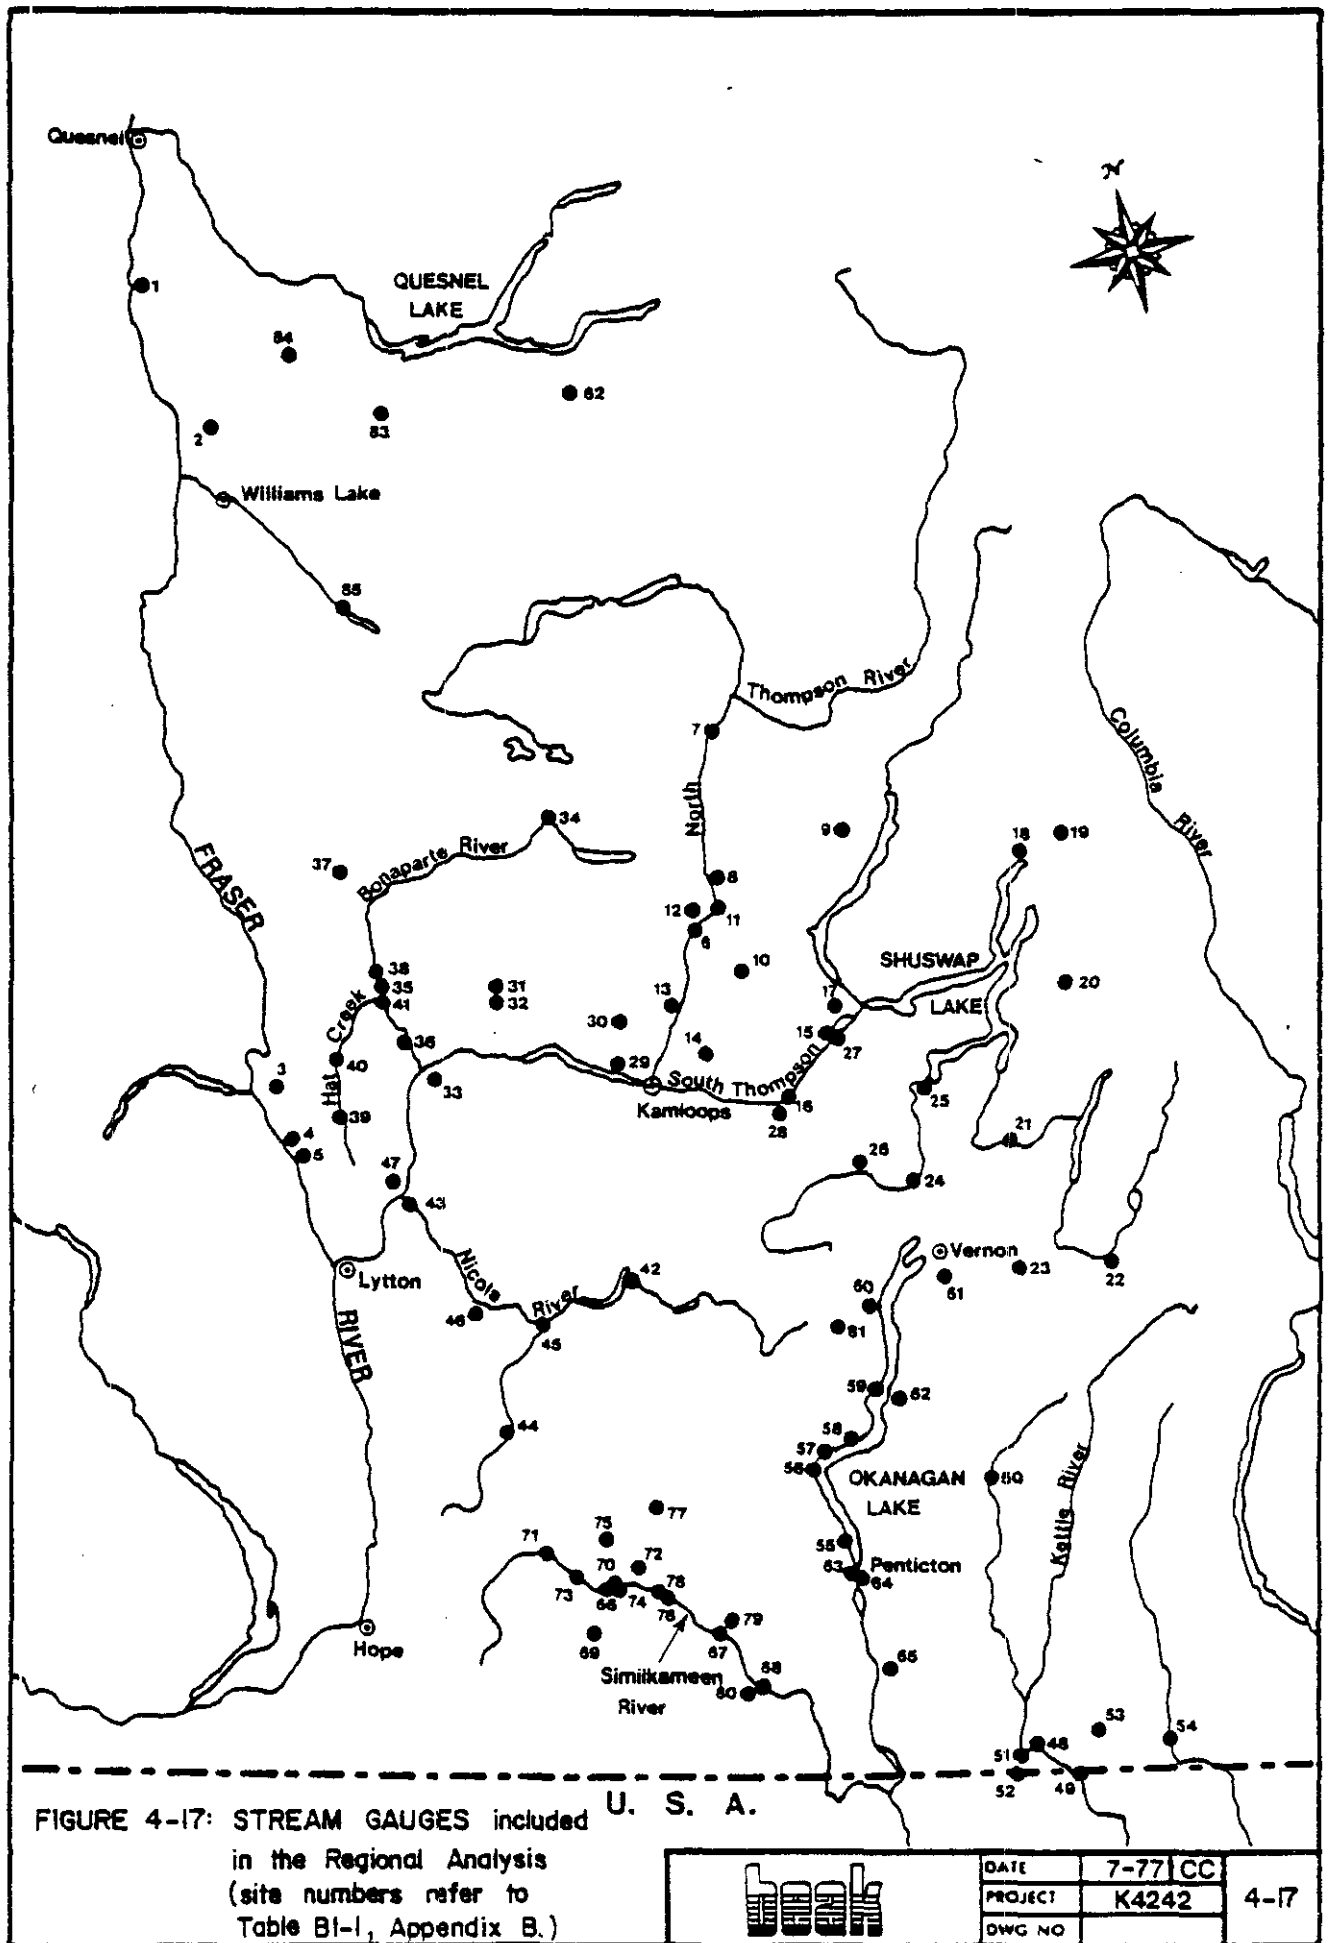 N
Quesnel
1
QUESNEL
LAKE
84
82
2
83
Williams Lake
85
Thompson River
7
North
Columbia
River
34
9
18
19
Bonaparte River
37
FRASER
8
12
11
6
10
SHUSWAP
LAKE
38
35
41
31
32
13
17
20
30
15
27
Hat Creek
36
14
40
29
3
33
South Thompson
Kamloops
16
28
25
39
4
5
21
26
47
24
43
Vernon
23
22
61
Lytton
Nicola River
42
60
46
45
81
RIVER
59
62
44
58
57
56
OKANAGAN
LAKE
50
Kettle River
77
75
71
55
72
70
63
Penticton
64
73
66
74
78
76
79
69
67
Hope
Similkameen
River
68
80
65
53
54
48
51
52
49
U. S. A.
FIGURE 4-17: STREAM GAUGES included
in the Regional Analysis
(site numbers refer to
Table B1-1, Appendix B.)
beak
DATE 7-77 CC
PROJECT K4242
DWG NO
4-17